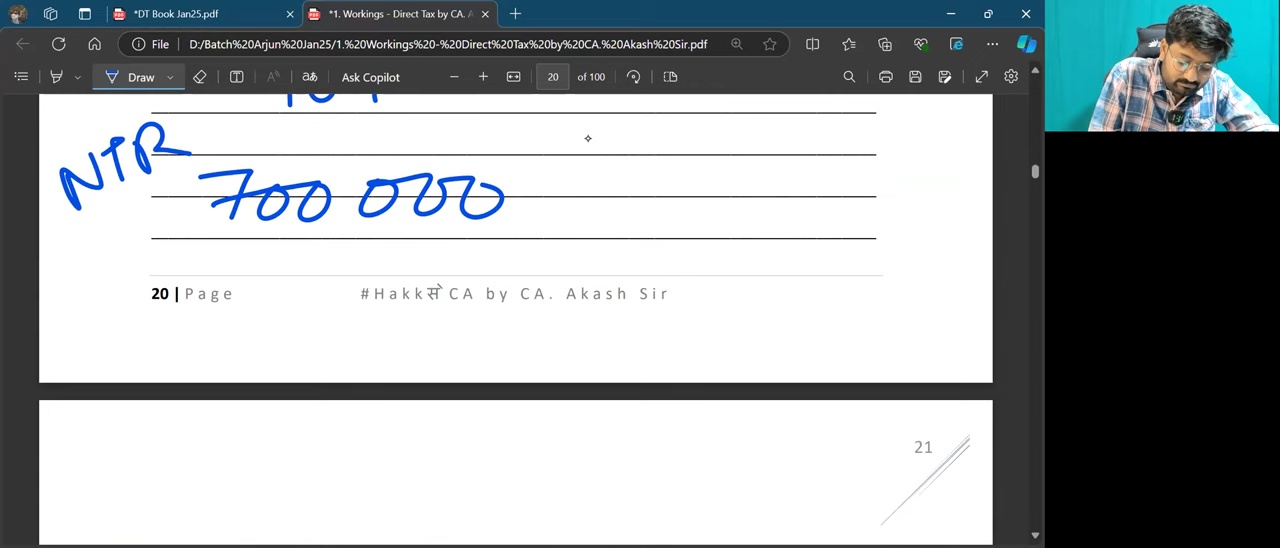 *DT Book Jan25.pdf
*1. Workings - Direct Tax by CA. A
File
D:/Batch%20Arjun%20Jan25/1.%20Workings%20-%20Direct%20Tax%20by%20CA.%20Akash%20Sir.pdf
Draw
Ask Copilot
20 of 100
NTR
700 000
20 | Page #Hakkसे CA by CA. Akash Sir
21